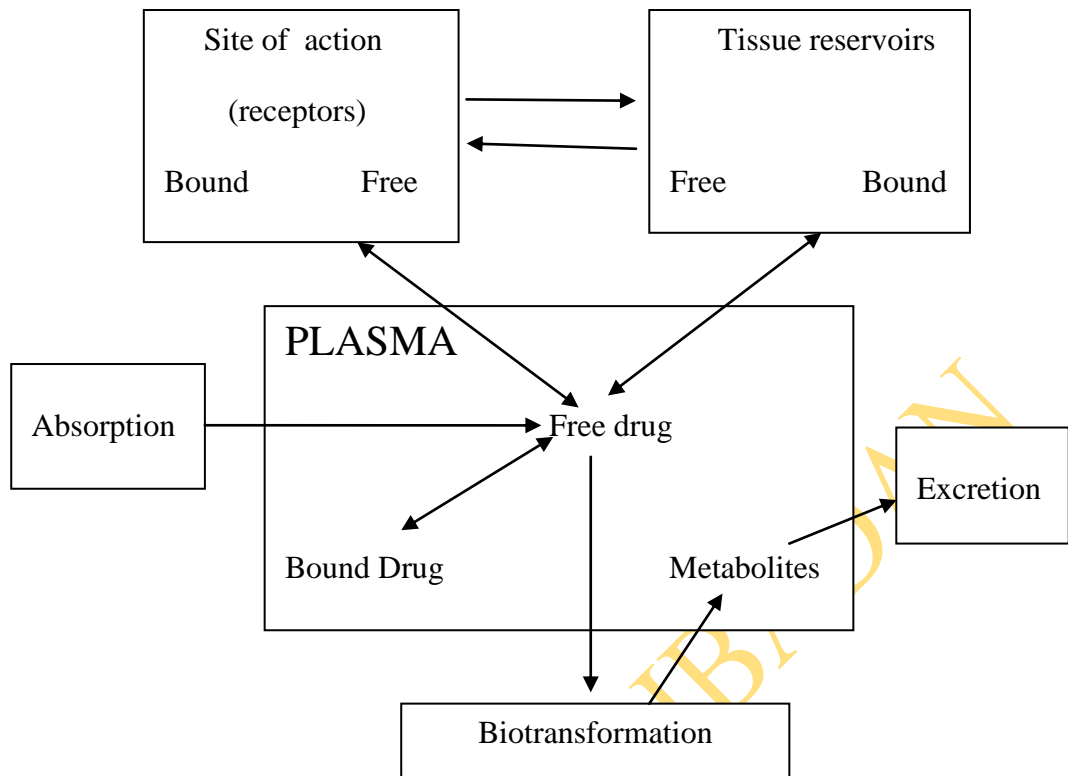 Site of action
(receptors)
Bound Free
Tissue reservoirs
Free Bound
PLASMA
Absorption
Free drug
Excretion
Bound Drug
Metabolites
Biotransformation